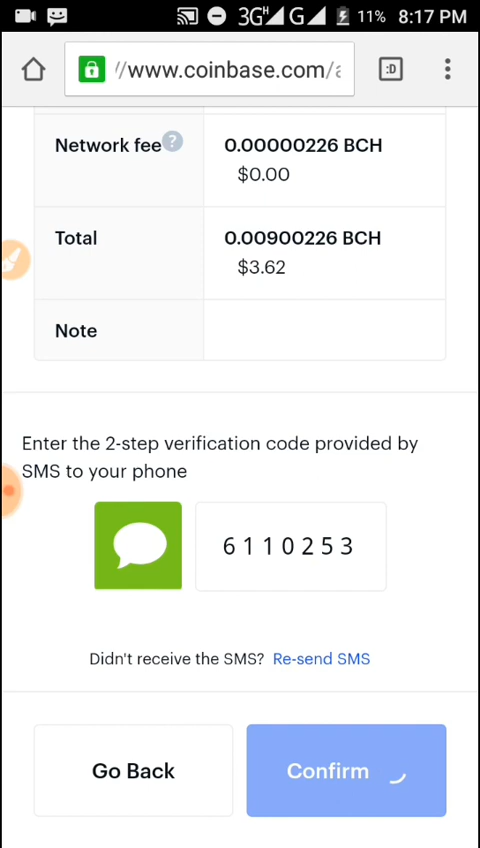 3G H G 11% 8:17 PM
//www.coinbase.com/a :D
Network fee ? 0.00000226 BCH
$0.00
Total 0.00900226 BCH
$3.62
Note
Enter the 2-step verification code provided by
SMS to your phone
6110253
Didn't receive the SMS? Re-send SMS
Go Back Confirm